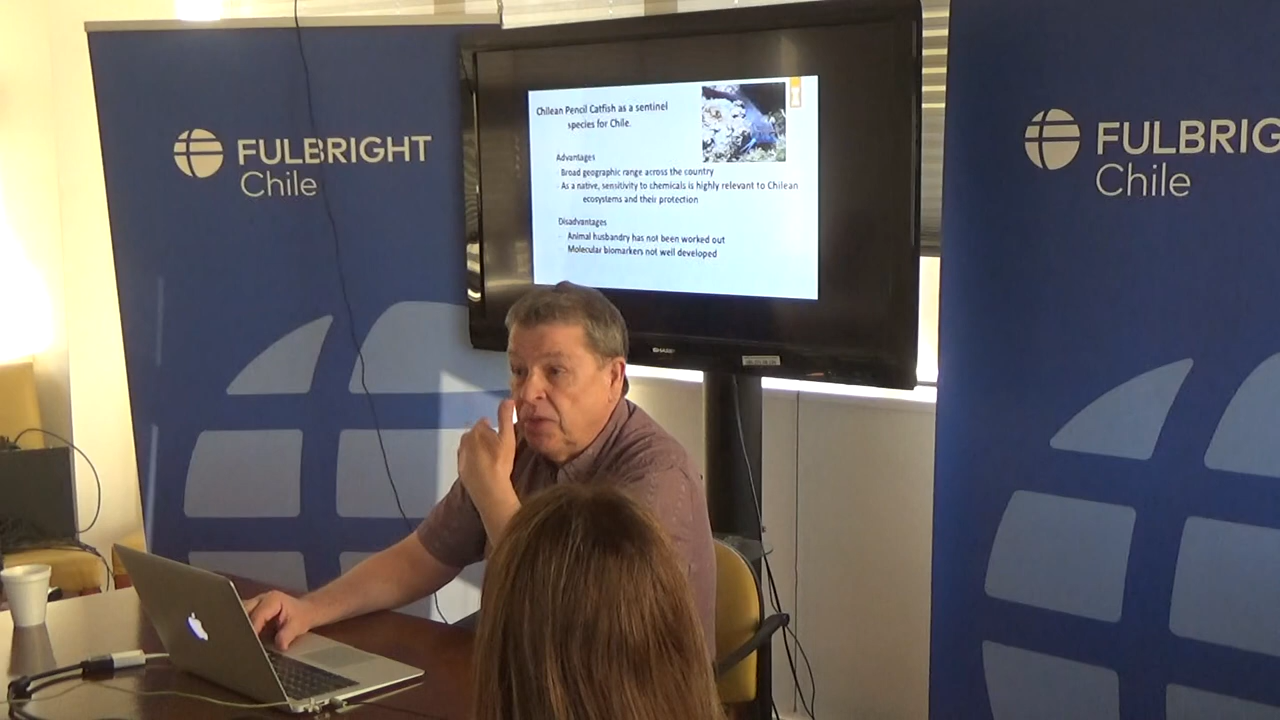 FULBRIGHT
Chile
Chilean Pencil Catfish as a sentinel
species for Chile.
Advantages
Broad geographic range across the country
As a native, sensitivity to chemicals is highly relevant to Chilean
ecosystems and their protection
Disadvantages
Animal husbandry has not been worked out
Molecular biomarkers not well developed
SHARP
FULBRIG
Chile